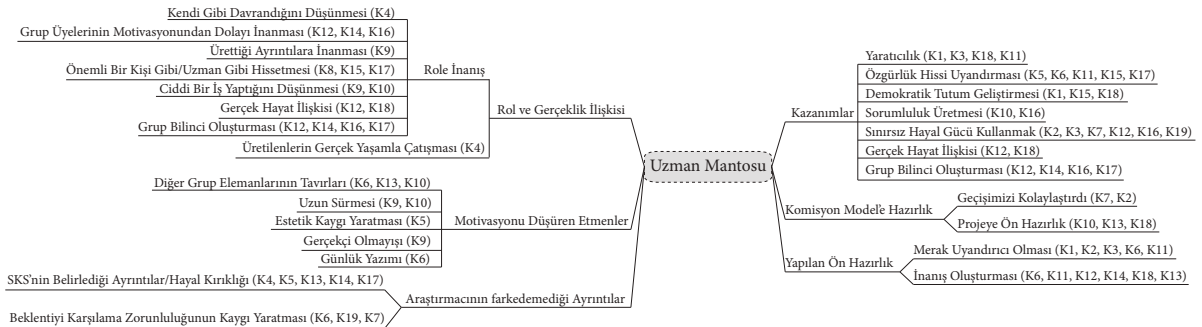 Kendi Gibi Davrandığını Düşünmesi (K4)
Grup Üyelerinin Motivasyonundan Dolayı İnanması (K12, K14, K16)
Ürettiği Ayrıntılara İnanması (K9)
Önemli Bir Kişi Gibi/Uzman Gibi Hissetmesi (K8, K15, K17)
Ciddi Bir İş Yaptığını Düşünmesi (K9, K10)
Gerçek Hayat İlişkisi (K12, K18)
Grup Bilinci Oluşturması (K12, K14, K16, K17)
Role İnanış
Üretilenlerin Gerçek Yaşamla Çatışması (K4)
Rol ve Gerçeklik İlişkisi
Diğer Grup Elemanlarının Tavırları (K6, K13, K10)
Uzun Sürmesi (K9, K10)
Estetik Kaygı Yaratması (K5)
Gerçekçi Olmayışı (K9)
Günlük Yazımı (K6)
Motivasyonu Düşüren Etmenler
SKS'nin Belirlediği Ayrıntılar/Hayal Kırıklığı (K4, K5, K13, K14, K17)
Beklentiyi Karşılama Zorunluluğunun Kaygı Yaratması (K6, K19, K7)
Araştırmacının farkedemediği Ayrıntılar
Uzman Mantosu
Kazanımlar
Yaratıcılık (K1, K3, K18, K11)
Özgürlük Hissi Uyandırması (K5, K6, K11, K15, K17)
Demokratik Tutum Geliştirmesi (K1, K15, K18)
Sorumluluk Üretmesi (K10, K16)
Sınırsız Hayal Gücü Kullanmak (K2, K3, K7, K12, K16, K19)
Gerçek Hayat İlişkisi (K12, K18)
Grup Bilinci Oluşturması (K12, K14, K16, K17)
Komisyon Model'e Hazırlık
Geçişimizi Kolaylaştırdı (K7, K2)
Projeye Ön Hazırlık (K10, K13, K18)
Yapılan Ön Hazırlık
Merak Uyandırıcı Olması (K1, K2, K3, K6, K11)
İnanış Oluşturması (K6, K11, K12, K14, K18, K13)